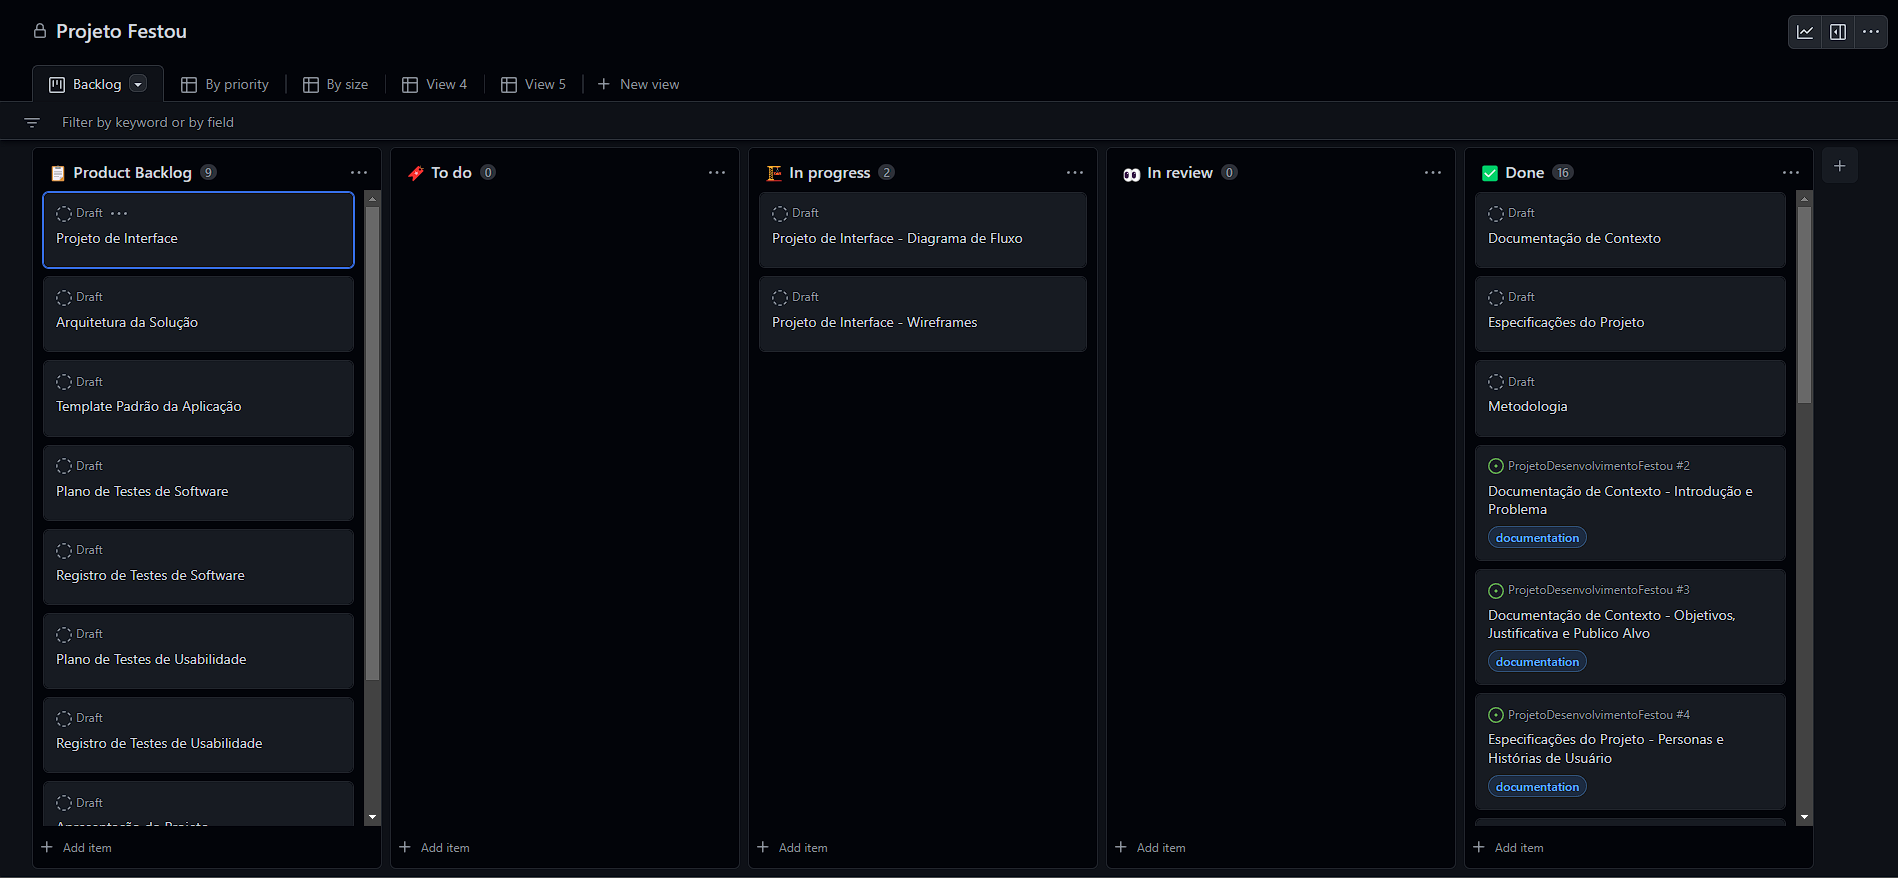 Projeto Festou
Backlog
By priority
By size
View 4
View 5
New view
Filter by keyword or by field
Product Backlog 9
Draft
Projeto de Interface
Draft
Arquitetura da Solução
Draft
Template Padrão da Aplicação
Draft
Plano de Testes de Software
Draft
Registro de Testes de Software
Draft
Plano de Testes de Usabilidade
Draft
Registro de Testes de Usabilidade
Draft
Apresentação do Projeto
Add item
To do 0
Add item
In progress 2
Draft
Projeto de Interface - Diagrama de Fluxo
Draft
Projeto de Interface - Wireframes
Add item
In review 0
Add item
Done 16
Draft
Documentação de Contexto
Draft
Especificações do Projeto
Draft
Metodologia
ProjetoDesenvolvimentoFestou #2
Documentação de Contexto - Introdução e
Problema
documentation
ProjetoDesenvolvimentoFestou #3
Documentação de Contexto - Objetivos,
Justificativa e Publico Alvo
documentation
ProjetoDesenvolvimentoFestou #4
Especificações do Projeto - Personas e
Histórias de Usuário
documentation
Add item